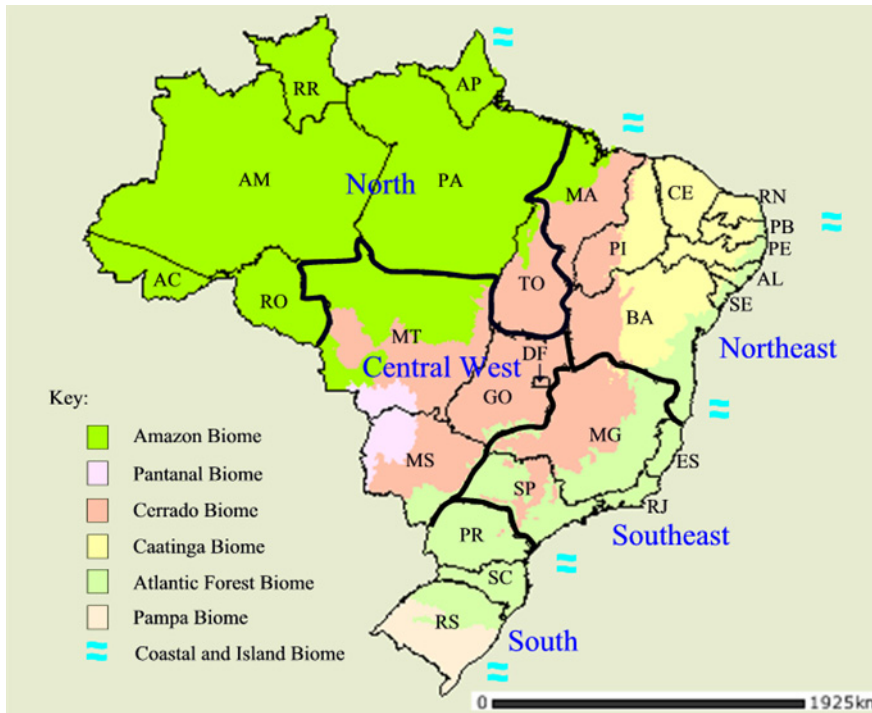 RR
AP
AM
North
PA
MA
CE
RN
PB
PE
PI
AL
AC
RO
TO
SE
BA
MT
Northeast
DF
Central West
GO
Key:
Amazon Biome
MG
Pantanal Biome
MS
ES
Cerrado Biome
SP
RJ
Caatinga Biome
PR
Southeast
Atlantic Forest Biome
SC
Pampa Biome
RS
South
Coastal and Island Biome
0
1925km